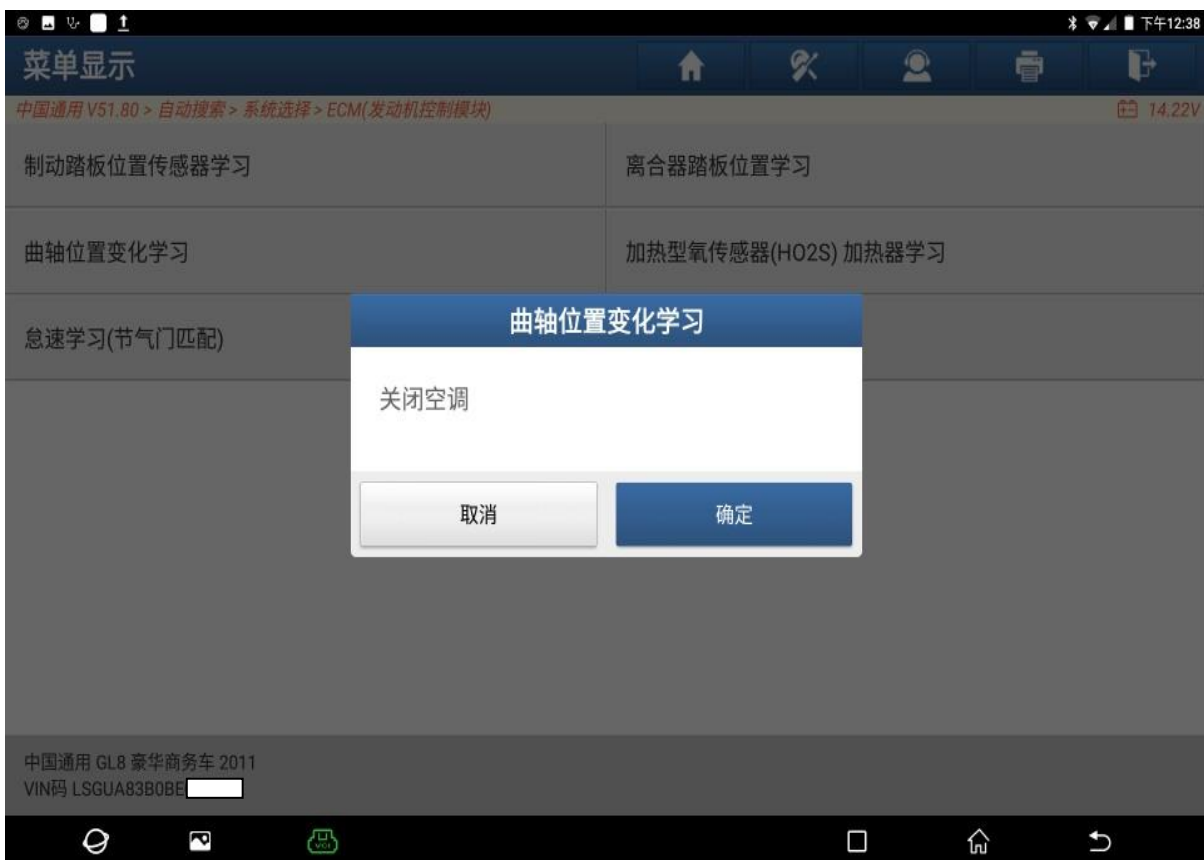 下午12:38
菜单显示
中国通用 V51.80 > 自动搜索 > 系统选择 > ECM(发动机控制模块)
14.22V
制动踏板位置传感器学习
离合器踏板位置学习
曲轴位置变化学习
加热型氧传感器(HO2S) 加热器学习
怠速学习(节气门匹配)
曲轴位置变化学习
关闭空调
取消
确定
中国通用 GL8 豪华商务车 2011
VIN码 LSGUA83B0BE
VCI